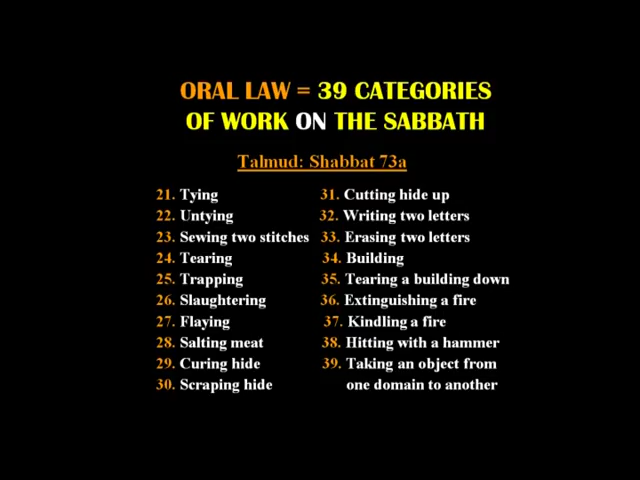 ORAL LAW = 39 CATEGORIES
OF WORK ON THE SABBATH
Talmud: Shabbat 73a
21. Tying
22. Untying
23. Sewing two stitches
24. Tearing
25. Trapping
26. Slaughtering
27. Flaying
28. Salting meat
29. Curing hide
30. Scraping hide
31. Cutting hide up
32. Writing two letters
33. Erasing two letters
34. Building
35. Tearing a building down
36. Extinguishing a fire
37. Kindling a fire
38. Hitting with a hammer
39. Taking an object from
one domain to another